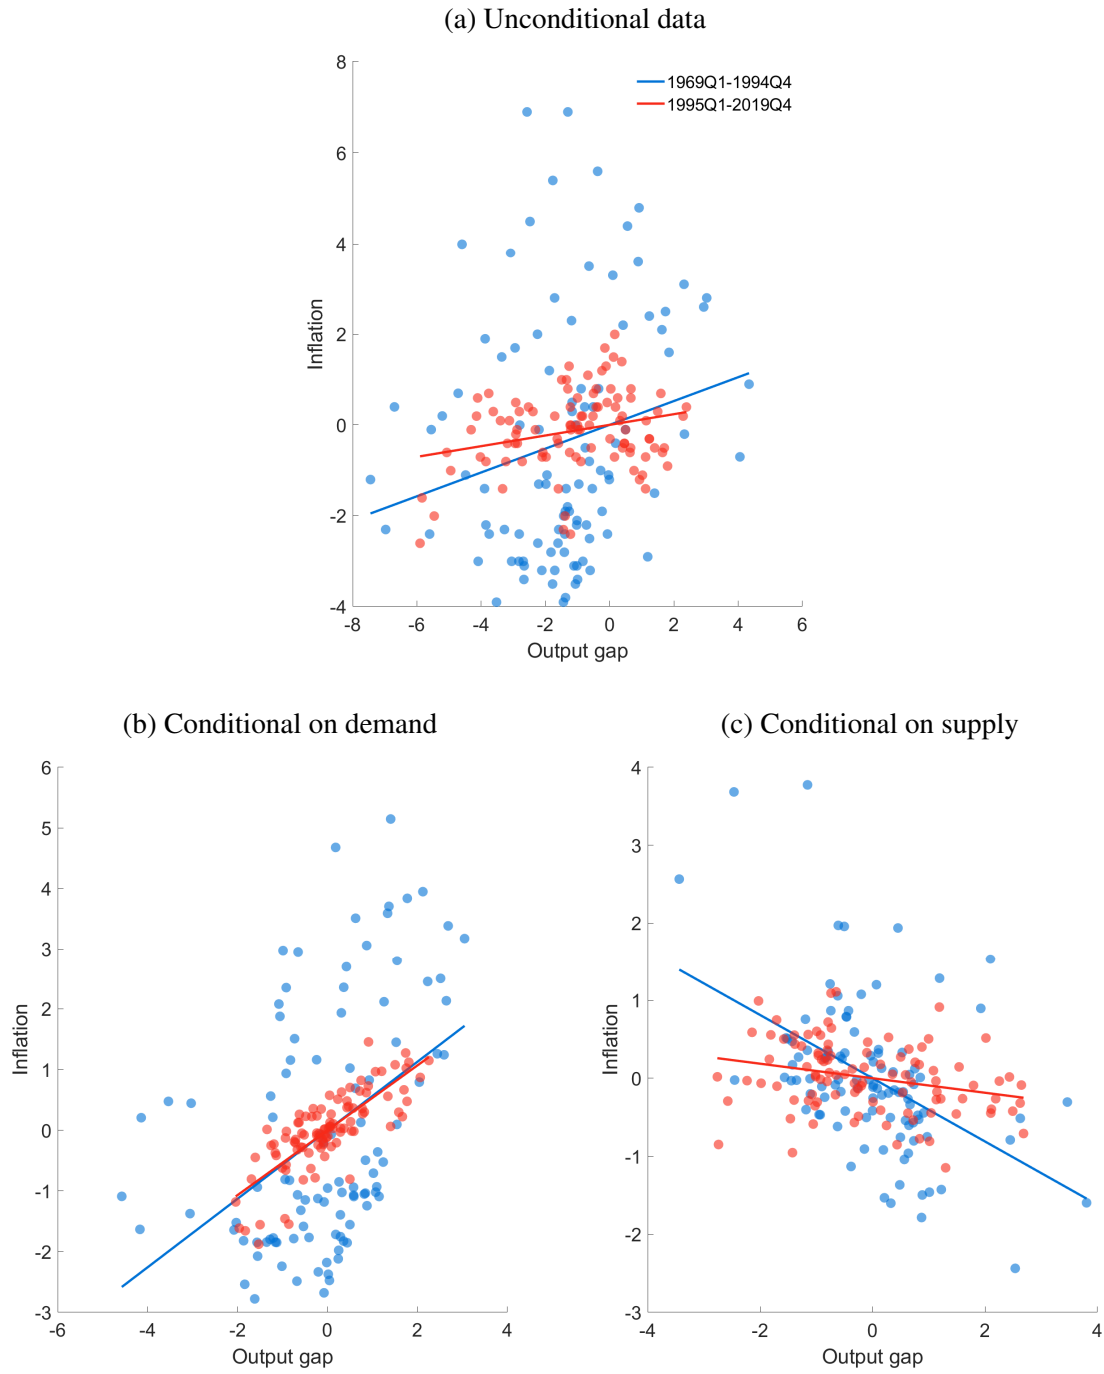 (a) Unconditional data
8
1969Q1-1994Q4
1995Q1-2019Q4
6
4
2
0
-2
-4
Inflation
-8 -6 -4 -2 0 2 4 6
Output gap
(b) Conditional on demand
6
5
4
3
2
1
0
-1
-2
-3
Inflation
-6 -4 -2 0 2 4
Output gap
(c) Conditional on supply
4
3
2
1
0
-1
-2
-3
Inflation
-4 -2 0 2 4
Output gap